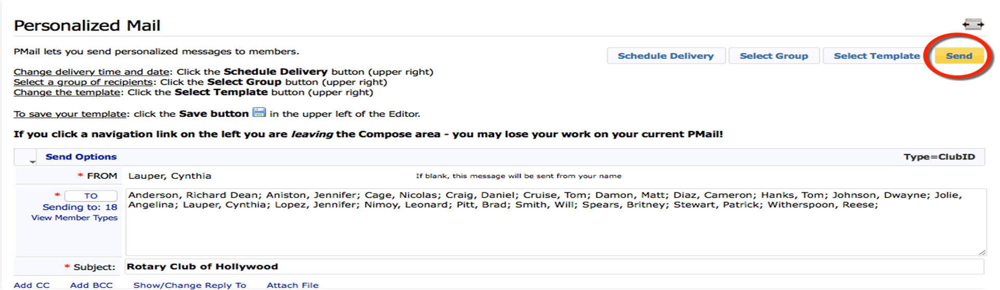 Personalized Mail
PMail lets you send personalized messages to members.
Schedule Delivery Select Group Select Template Send
Change delivery time and date: Click the Schedule Delivery button (upper right)
Select a group of recipients: Click the Select Group button (upper right)
Change the template: Click the Select Template button (upper right)
To save your template: click the Save button in the upper left of the Editor.
If you click a navigation link on the left you are leaving the Compose area - you may lose your work on your current PMail!
Send Options Type=ClubID
* FROM Lauper, Cynthia If blank, this message will be sent from your name
* TO Anderson, Richard Dean; Aniston, Jennifer; Cage, Nicolas; Craig, Daniel; Cruise, Tom; Damon, Matt; Diaz, Cameron; Hanks, Tom; Johnson, Dwayne; Jolie,
Sending to: 18 Angelina; Lauper, Cynthia; Lopez, Jennifer; Nimoy, Leonard; Pitt, Brad; Smith, Will; Spears, Britney; Stewart, Patrick; Witherspoon, Reese;
View Member Types
* Subject: Rotary Club of Hollywood
Add CC Add BCC Show/Change Reply To Attach File